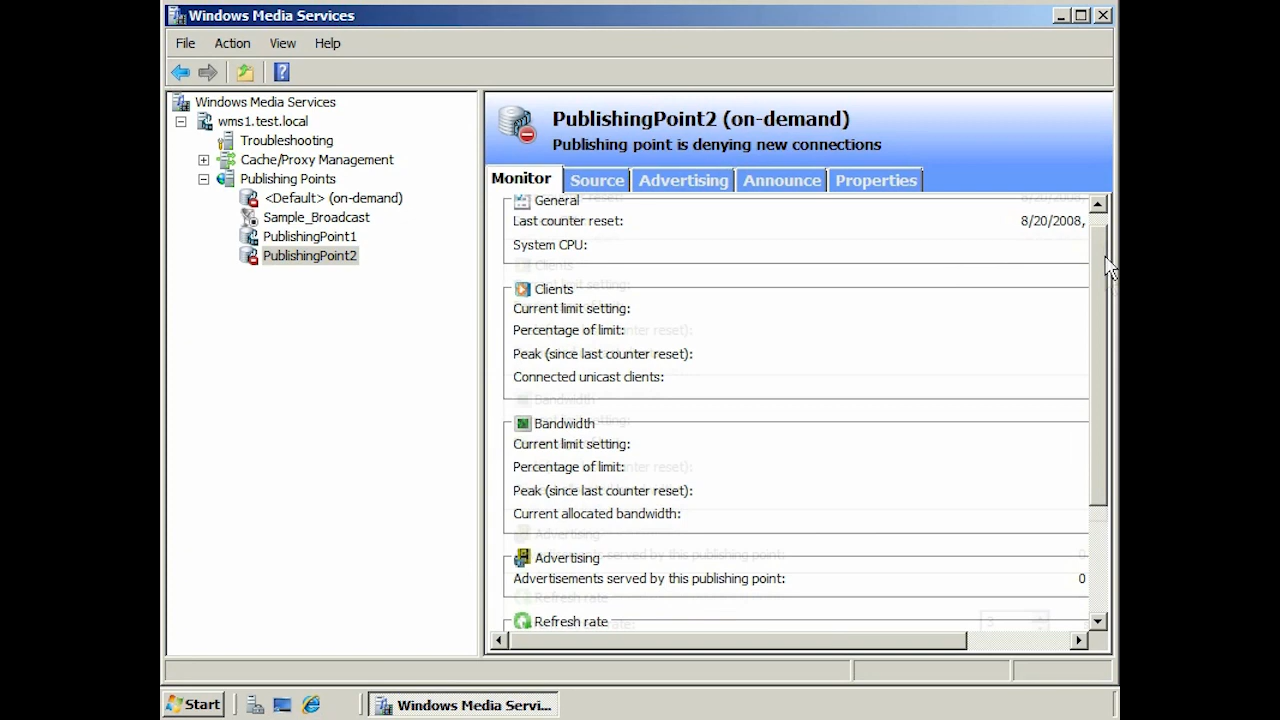 Windows Media Services
File Action View Help
Windows Media Services
wms1.test.local
Troubleshooting
Cache/Proxy Management
Publishing Points
<Default> (on-demand)
Sample_Broadcast
PublishingPoint1
PublishingPoint2
PublishingPoint2 (on-demand)
Publishing point is denying new connections
Monitor Source Advertising Announce Properties
General
Last counter reset: 8/20/2008,
System CPU:
Clients
Current limit setting:
Percentage of limit:
Peak (since last counter reset):
Connected unicast clients:
Bandwidth
Current limit setting:
Percentage of limit:
Peak (since last counter reset):
Current allocated bandwidth:
Advertising
Advertisements served by this publishing point: 0
Refresh rate
Start Windows Media Servi...